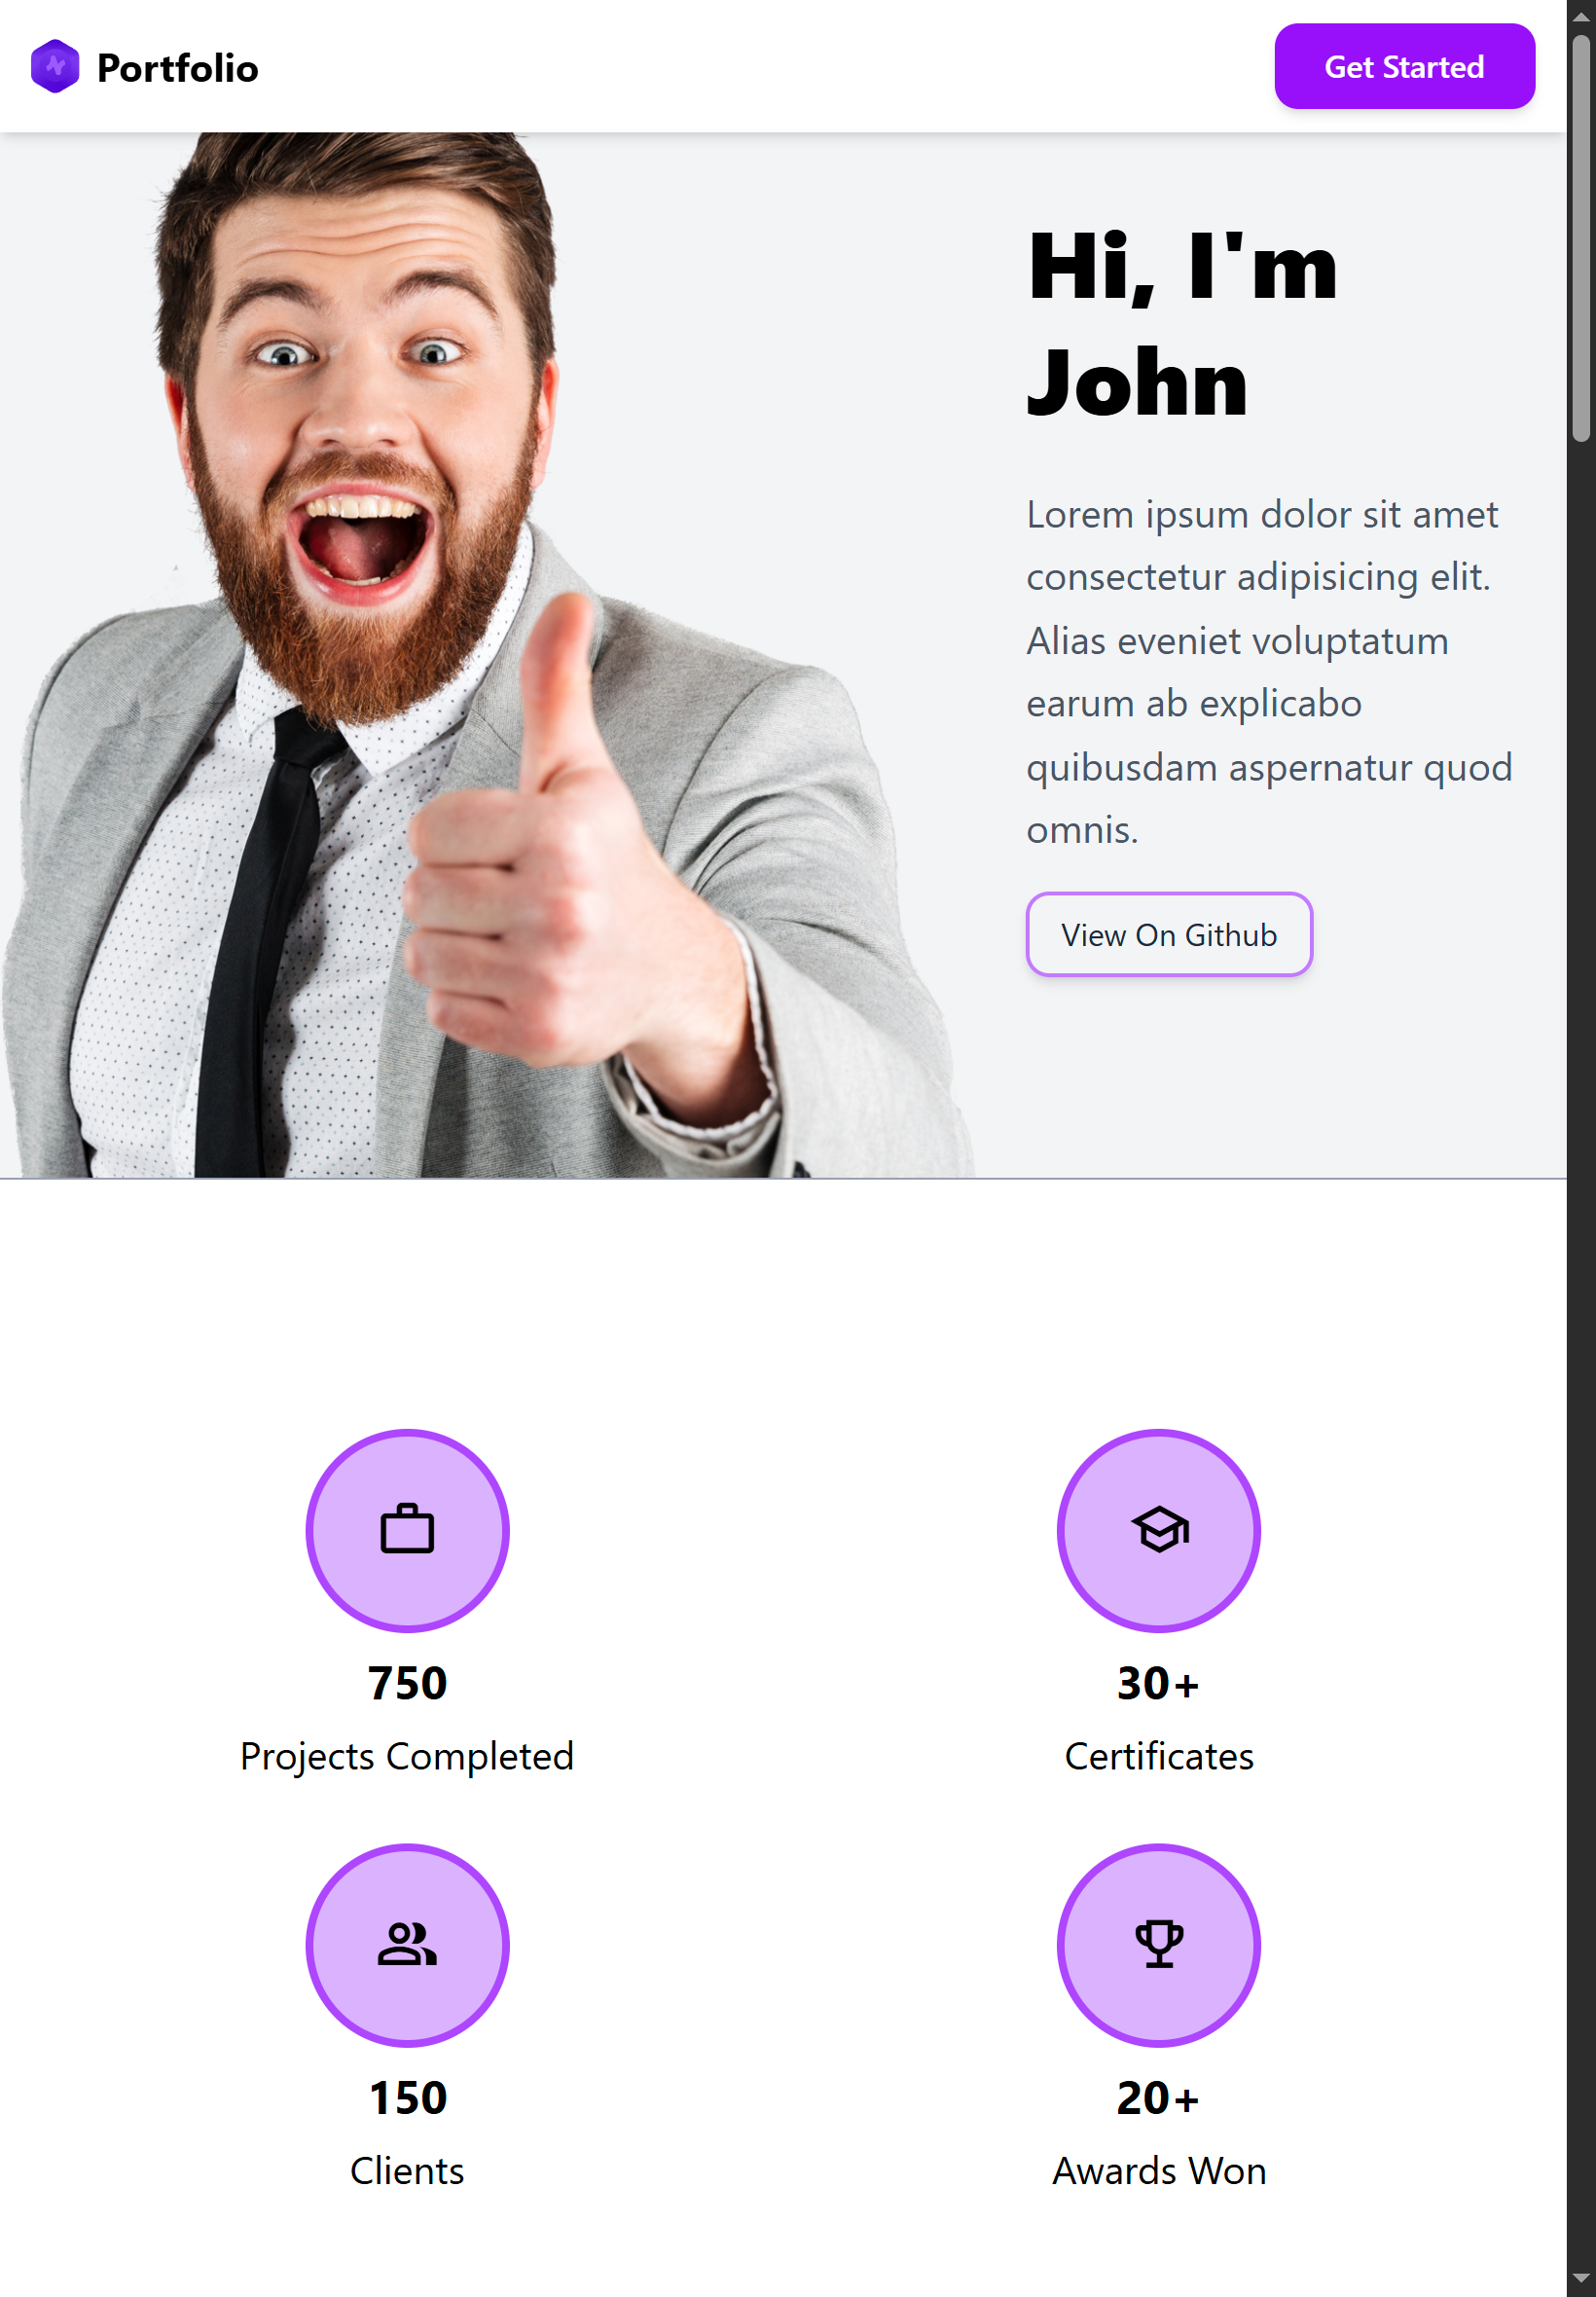 Portfolio
Get Started
Hi, I'm
John
Lorem ipsum dolor sit amet
consectetur adipisicing elit.
Alias eveniet voluptatum
earum ab explicabo
quibusdam aspernatur quod
omnis.
View On Github
750
Projects Completed
30+
Certificates
150
Clients
20+
Awards Won